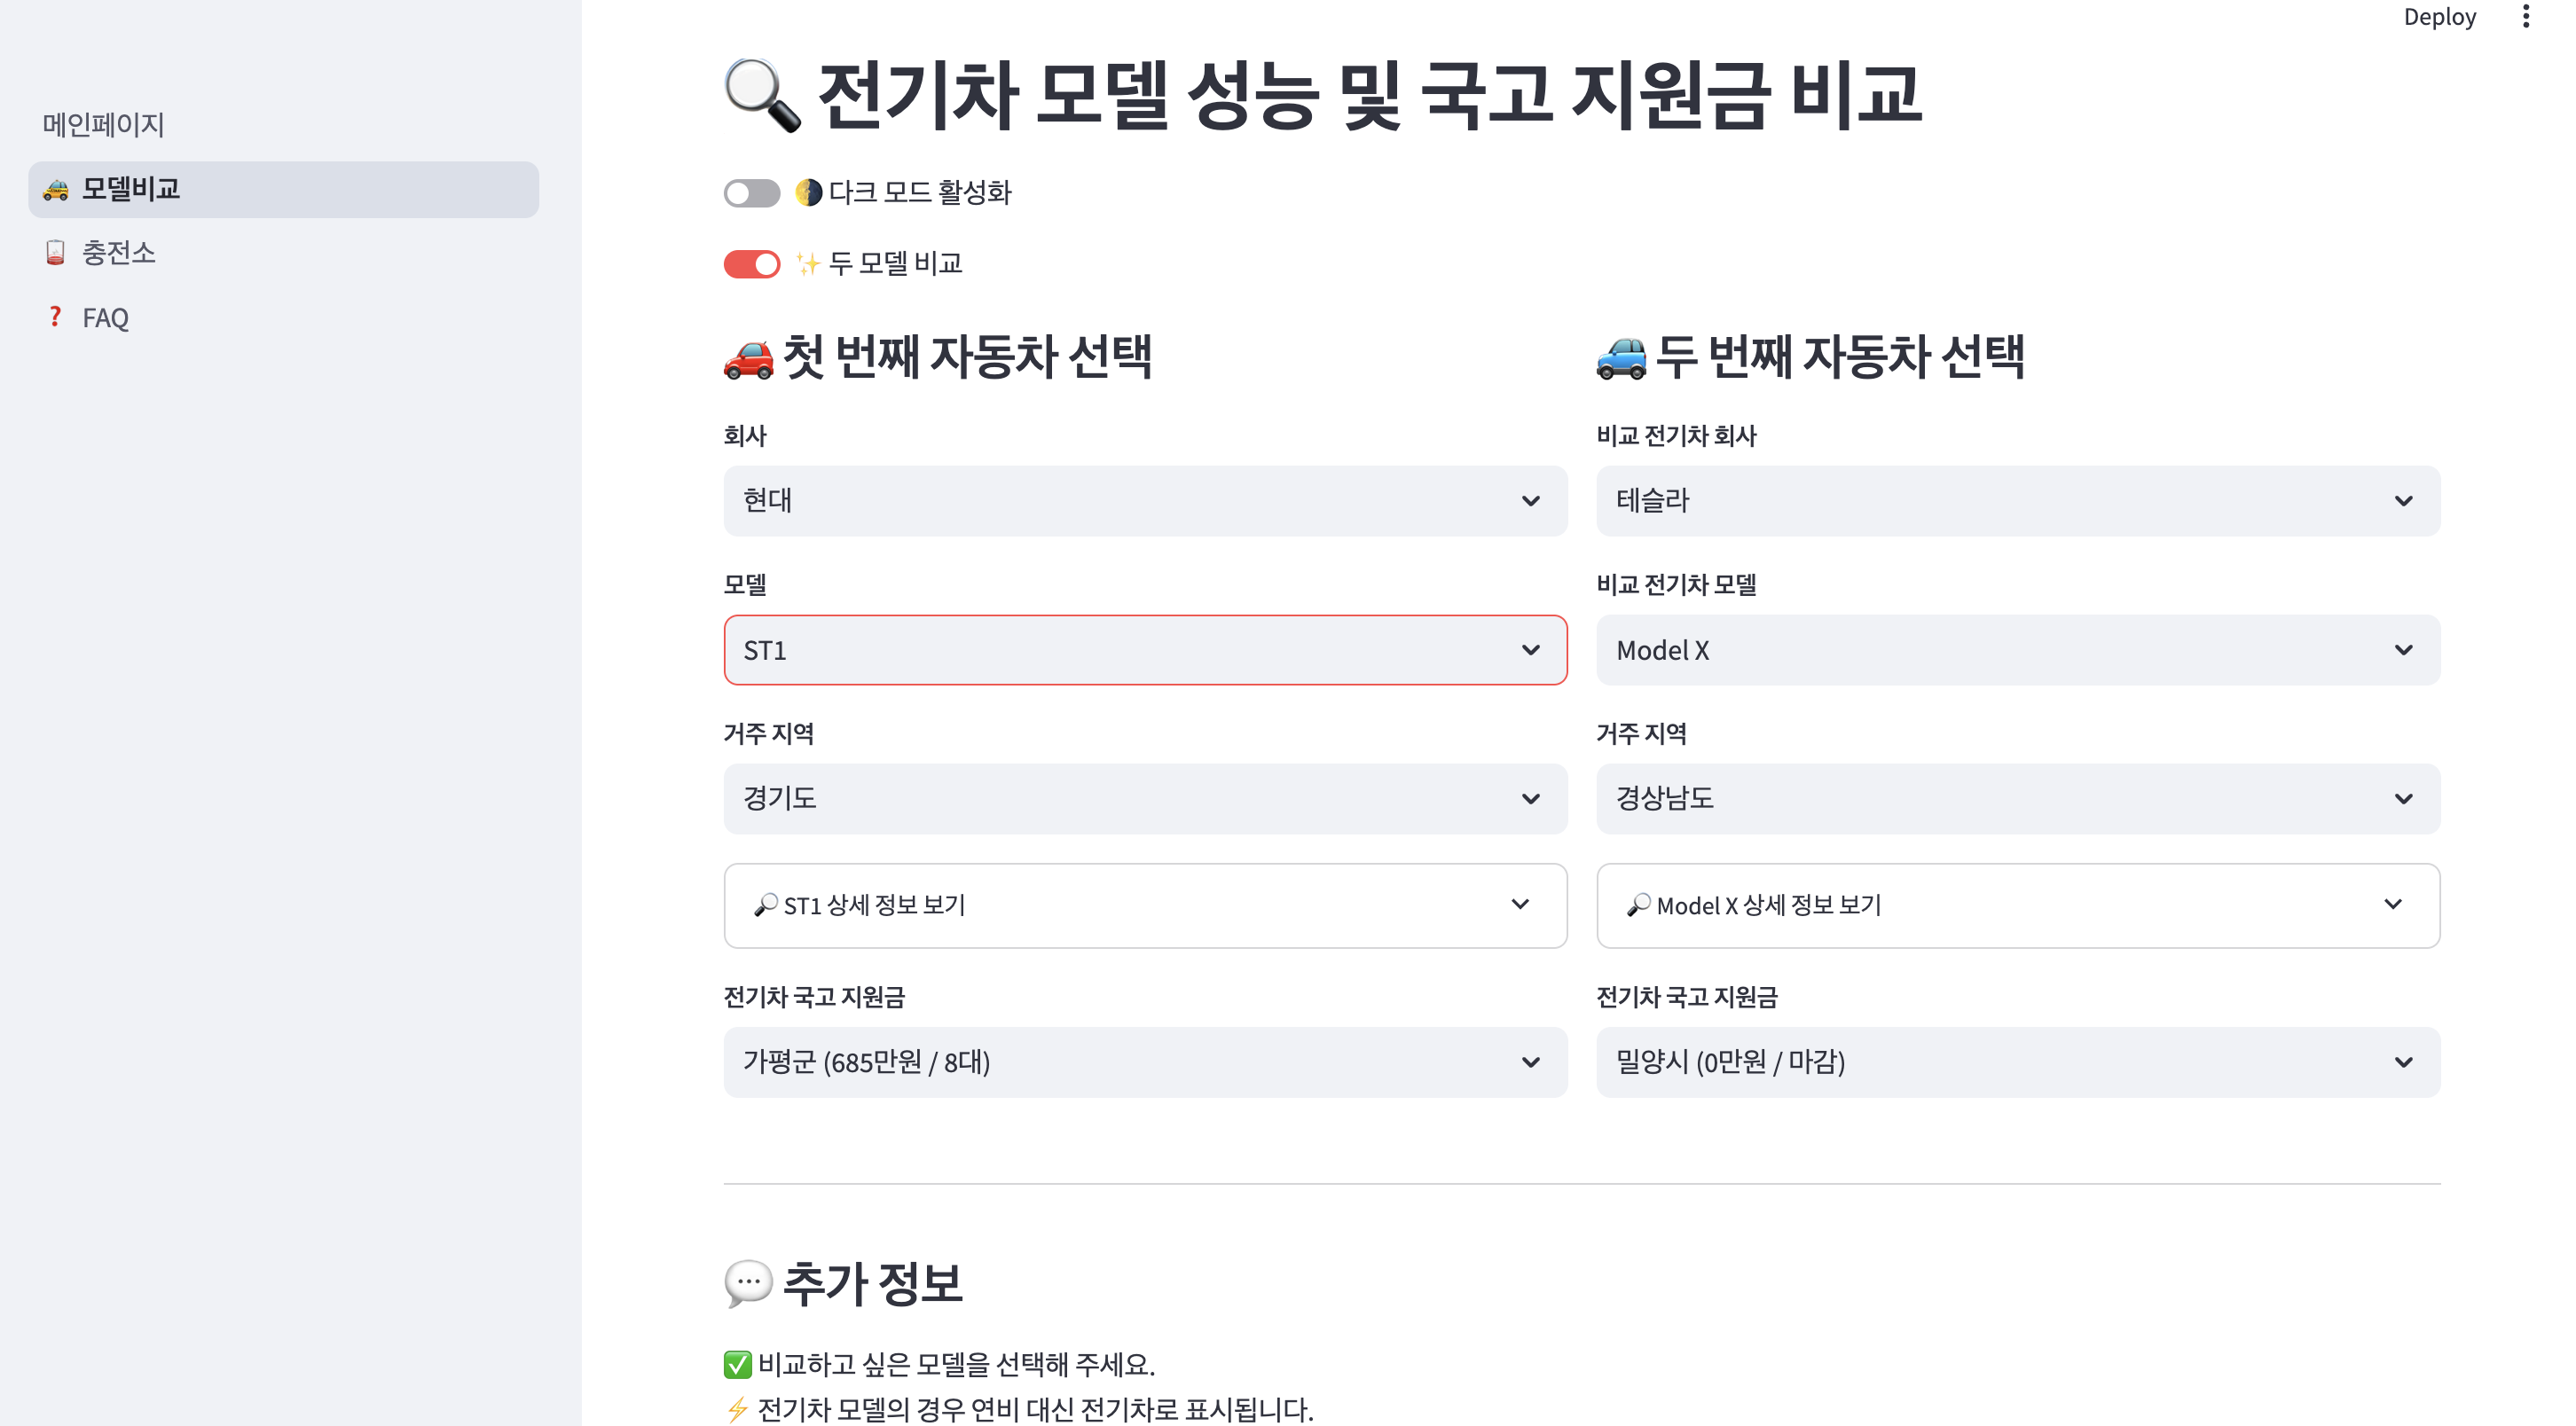 Deploy
메인페이지
모델비교
충전소
FAQ
전기차 모델 성능 및 국고 지원금 비교
다크 모드 활성화
두 모델 비교
첫 번째 자동차 선택
회사
현대
모델
ST1
거주 지역
경기도
ST1 상세 정보 보기
전기차 국고 지원금
가평군 (685만원 / 8대)
두 번째 자동차 선택
비교 전기차 회사
테슬라
비교 전기차 모델
Model X
거주 지역
경상남도
Model X 상세 정보 보기
전기차 국고 지원금
밀양시 (0만원 / 마감)
추가 정보
비교하고 싶은 모델을 선택해 주세요.
전기차 모델의 경우 연비 대신 전기차로 표시됩니다.